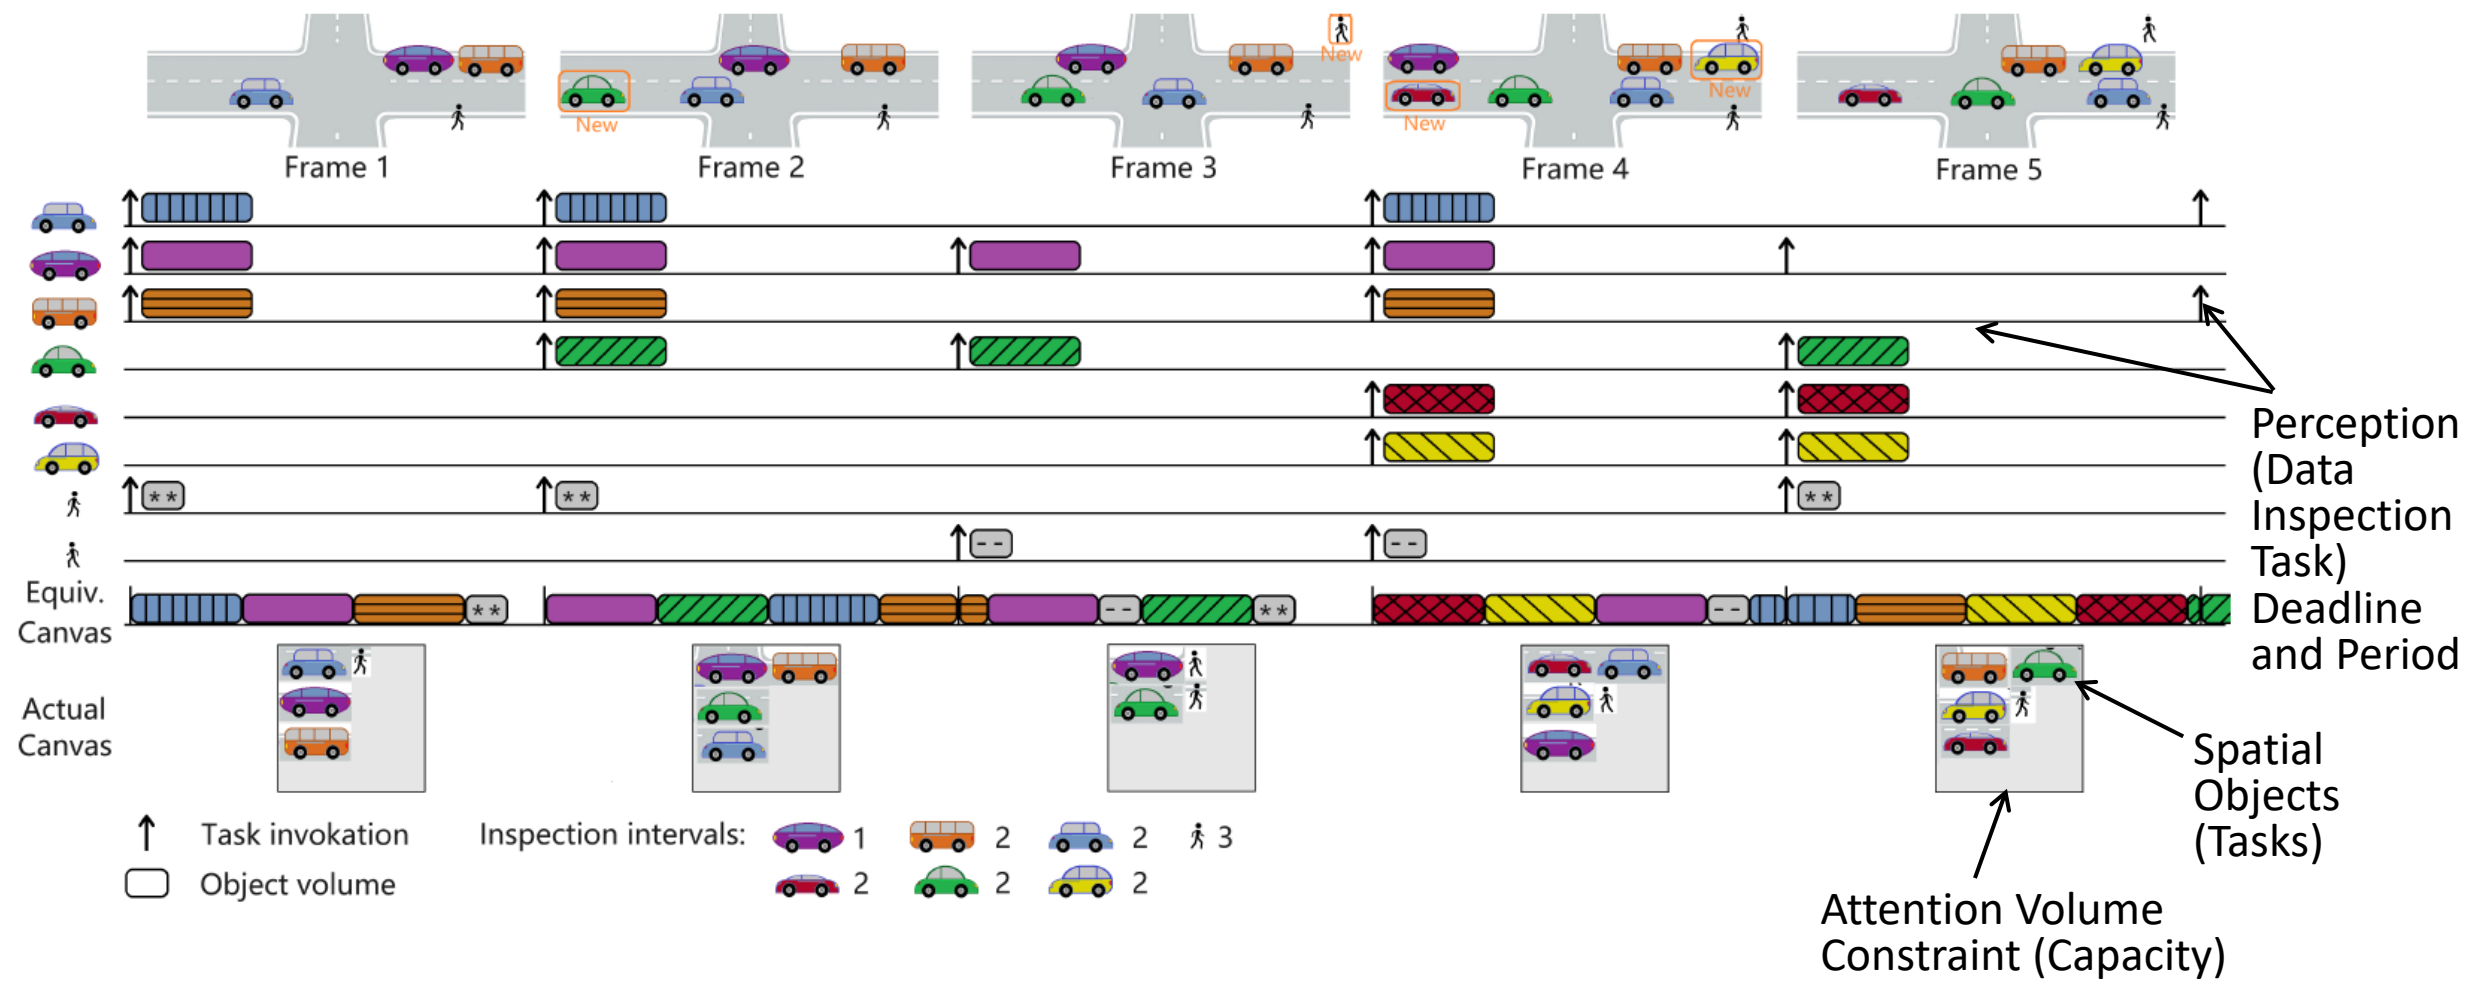 New
New
New
New
New
Frame 1
Frame 2
Frame 3
Frame 4
Frame 5
**
**
**
--
--
Equiv.
Canvas
**
--
**
--
Actual
Canvas
Perception
(Data
Inspection
Task)
Deadline
and Period
Spatial
Objects
(Tasks)
Attention Volume
Constraint (Capacity)
Task invokation
Object volume
Inspection intervals:
1
2
2
3
2
2
2